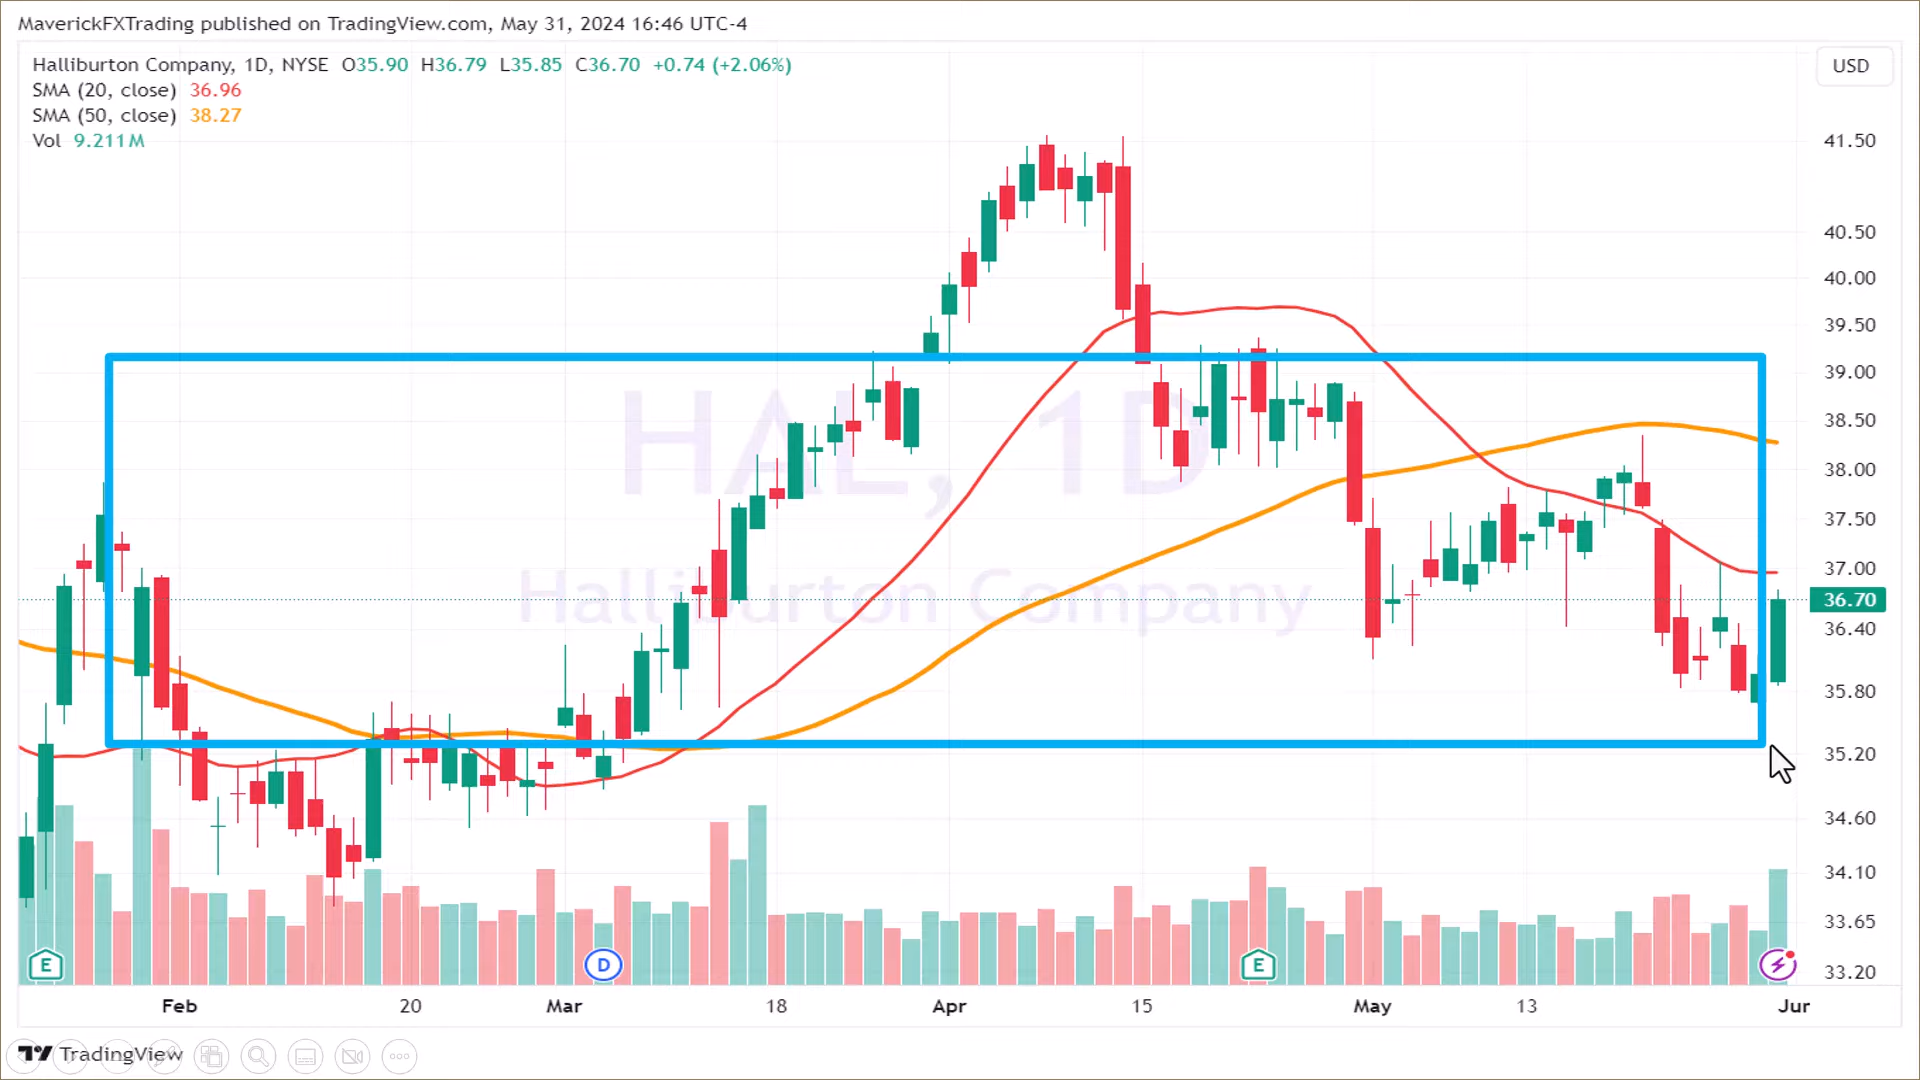 MaverickFXTrading published on TradingView.com, May 31, 2024 16:46 UTC-4
Halliburton Company, 1D, NYSE O35.90 H36.79 L35.85 C36.70 +0.74 (+2.06%)
USD
SMA (20, close) 36.96
SMA (50, close) 38.27
Vol 9.211M
41.50
40.50
40.00
39.50
39.00
38.50
38.00
37.50
37.00
36.70
36.40
35.80
35.20
34.60
34.10
33.65
33.20
HAL, 1D
Halliburton Company
E
D
E
Feb 20 Mar 18 Apr 15 May 13 Jur
TradingView